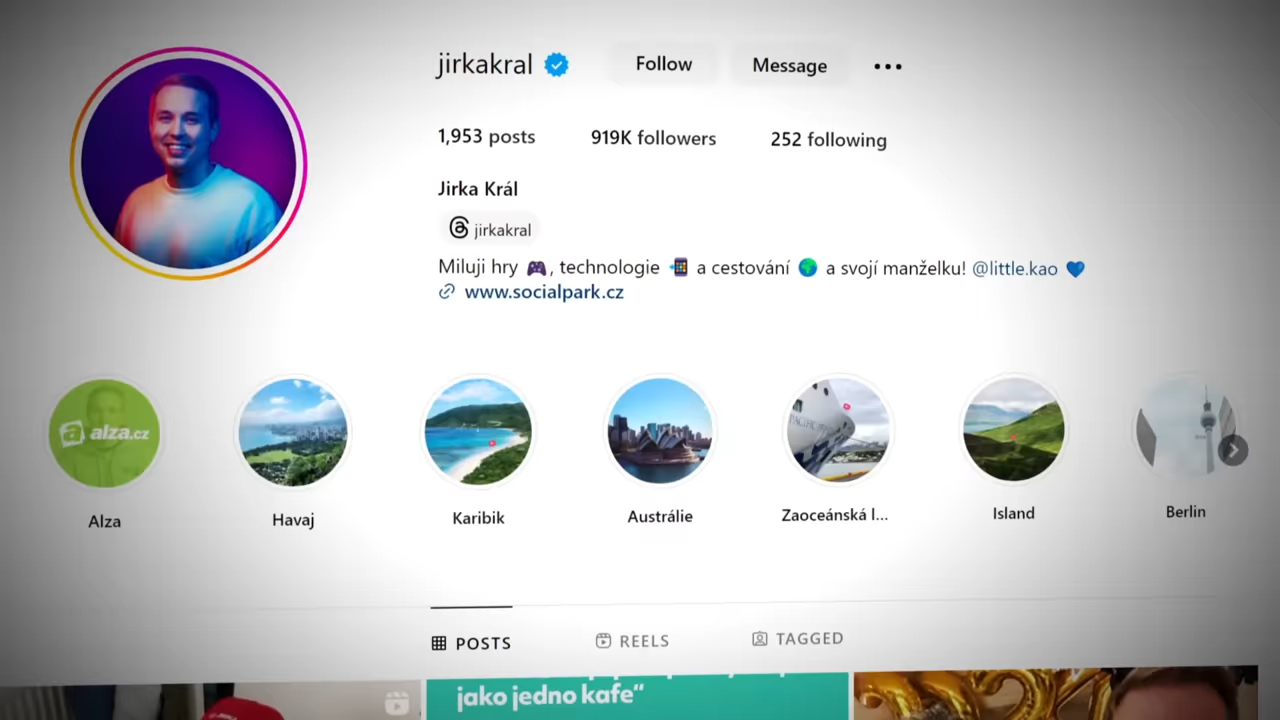 jirkakral Follow Message
1,953 posts 919K followers 252 following
Jirka Král
jirkakral
Miluji hry 🎮, technologie 📲 a cestování 🌍 a svojí manželku! @little.kao 💙
www.socialpark.cz
alza.cz
Alza Havaj Karibik Austrálie Zaoceánská l... Island Berlin
POSTS REELS TAGGED
jako jedno kafe“